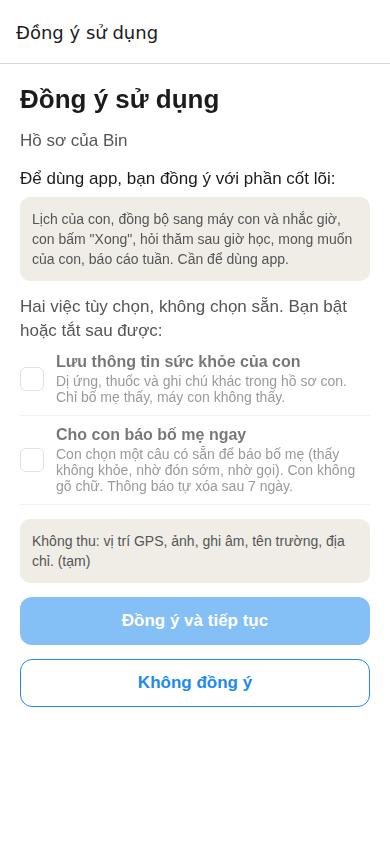 Đồng ý sử dụng
Đồng ý sử dụng
Hồ sơ của Bin
Để dùng app, bạn đồng ý với phần cốt lõi:
Lịch của con, đồng bộ sang máy con và nhắc giờ,
con bấm "Xong", hỏi thăm sau giờ học, mong muốn
của con, báo cáo tuần. Cần để dùng app.
Hai việc tùy chọn, không chọn sẵn. Bạn bật
hoặc tắt sau được:
Lưu thông tin sức khỏe của con
Dị ứng, thuốc và ghi chú khác trong hồ sơ con.
Chỉ bố mẹ thấy, máy con không thấy.
Cho con báo bố mẹ ngay
Con chọn một câu có sẵn để báo bố mẹ (thấy
không khỏe, nhờ đón sớm, nhờ gọi). Con không
gõ chữ. Thông báo tự xóa sau 7 ngày.
Không thu: vị trí GPS, ảnh, ghi âm, tên trường, địa
chỉ. (tạm)
Đồng ý và tiếp tục
Không đồng ý